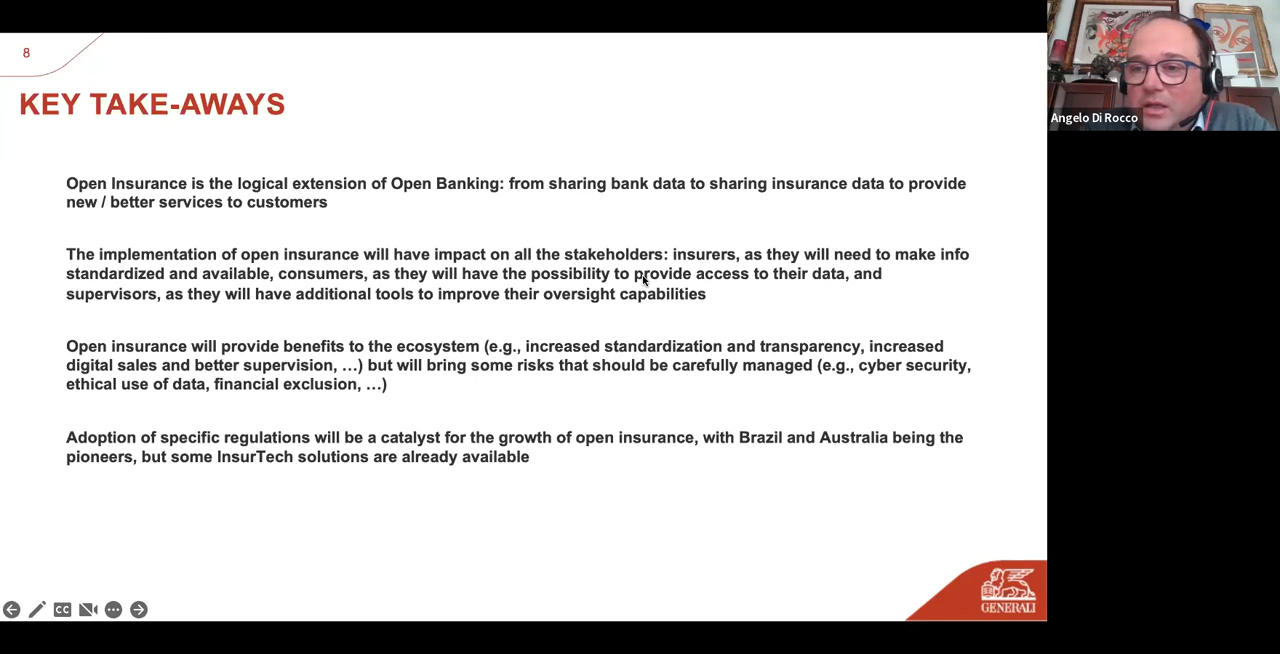 8
KEY TAKE-AWAYS
Open Insurance is the logical extension of Open Banking: from sharing bank data to sharing insurance data to provide
new / better services to customers
The implementation of open insurance will have impact on all the stakeholders: insurers, as they will need to make info
standardized and available, consumers, as they will have the possibility to provide access to their data, and
supervisors, as they will have additional tools to improve their oversight capabilities
Open insurance will provide benefits to the ecosystem (e.g., increased standardization and transparency, increased
digital sales and better supervision, …) but will bring some risks that should be carefully managed (e.g., cyber security,
ethical use of data, financial exclusion, …)
Adoption of specific regulations will be a catalyst for the growth of open insurance, with Brazil and Australia being the
pioneers, but some InsurTech solutions are already available
CC
GENERALI
Angelo Di Rocco